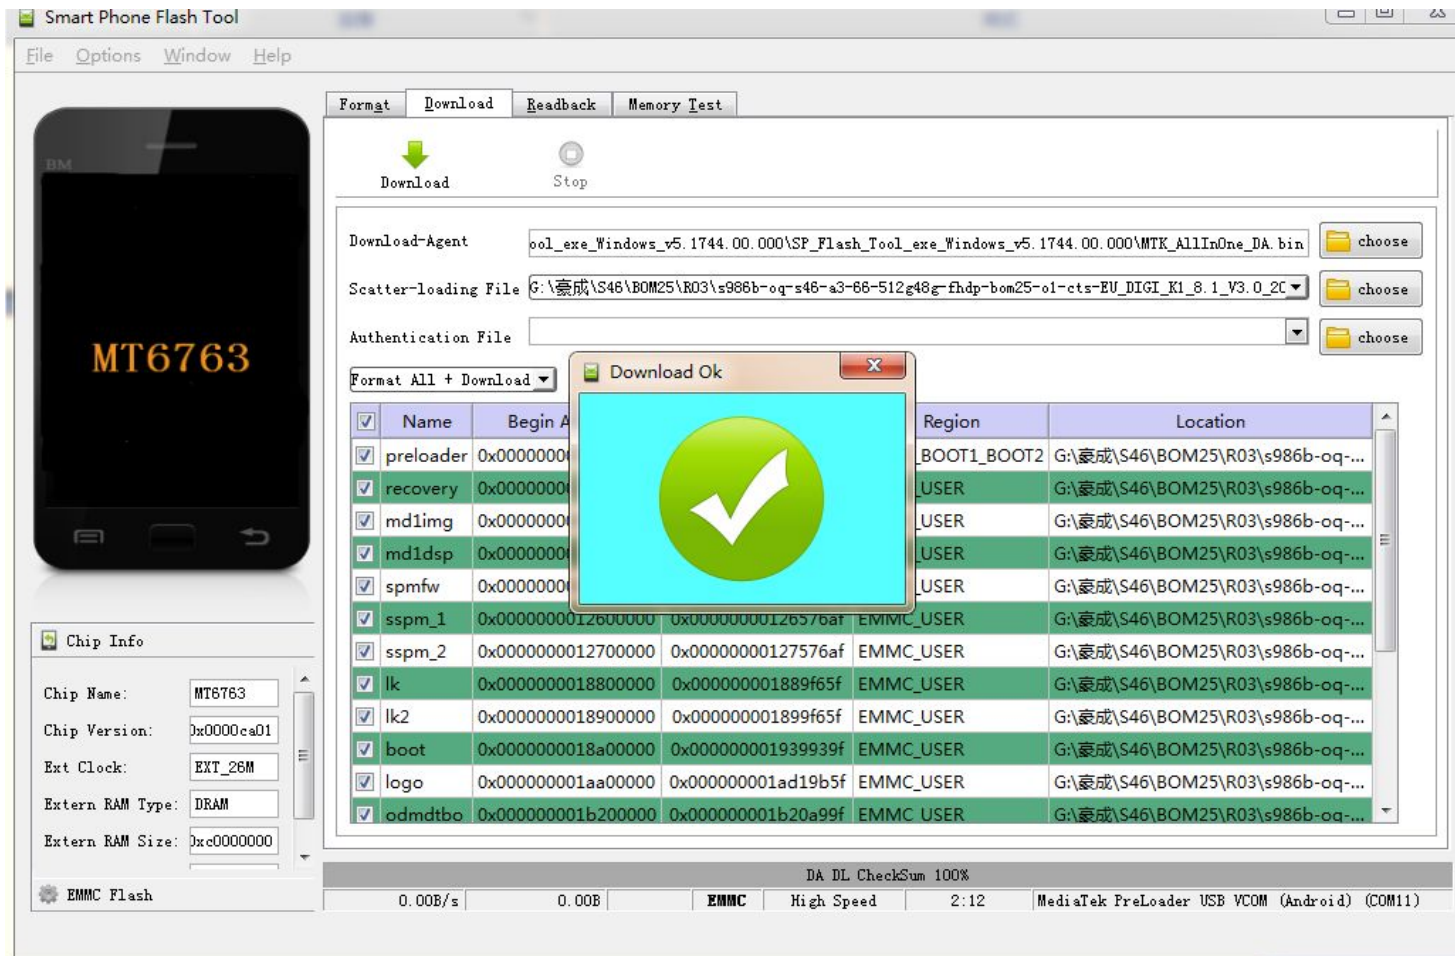 Smart Phone Flash Tool
File Options Window Help
Format Download Readback Memory Test
BM
Download Stop
Download-Agent ool_exe_Windows_v5.1744.00.000\SP_Flash_Tool_exe_Windows_v5.1744.00.000\MTK_AllInOne_DA.bin choose
Scatter-loading File G:\豪成\S46\BOM25\R03\s986b-oq-s46-a3-66-512g48g-fhdp-bom25-o1-cts-EU_DIGI_K1_8.1_V3.0_20 choose
Authentication File choose
MT6763
Format All + Download
Download Ok
Name Begin A Region Location
preloader 0x0000000 _BOOT1_BOOT2 G:\豪成\S46\BOM25\R03\s986b-oq-...
recovery 0x0000000 _USER G:\豪成\S46\BOM25\R03\s986b-oq-...
md1img 0x0000000 _USER G:\豪成\S46\BOM25\R03\s986b-oq-...
md1dsp 0x0000000 _USER G:\豪成\S46\BOM25\R03\s986b-oq-...
spmfw 0x0000000 _USER G:\豪成\S46\BOM25\R03\s986b-oq-...
sspm_1 0x0000000012600000 0x00000000126576af EMMC_USER G:\豪成\S46\BOM25\R03\s986b-oq-...
sspm_2 0x0000000012700000 0x00000000127576af EMMC_USER G:\豪成\S46\BOM25\R03\s986b-oq-...
lk 0x0000000018800000 0x000000001889f65f EMMC_USER G:\豪成\S46\BOM25\R03\s986b-oq-...
lk2 0x0000000018900000 0x000000001899f65f EMMC_USER G:\豪成\S46\BOM25\R03\s986b-oq-...
boot 0x0000000018a00000 0x000000001939939f EMMC_USER G:\豪成\S46\BOM25\R03\s986b-oq-...
logo 0x000000001aa00000 0x000000001ad19b5f EMMC_USER G:\豪成\S46\BOM25\R03\s986b-oq-...
odmdtbo 0x000000001b200000 0x000000001b20a99f EMMC_USER G:\豪成\S46\BOM25\R03\s986b-oq-...
Chip Info
Chip Name: MT6763
Chip Version: 0x0000ca01
Ext Clock: EXT_26M
Extern RAM Type: DRAM
Extern RAM Size: 0xc0000000
EMMC Flash
DA DL CheckSum 100%
0.00B/s 0.00B EMMC High Speed 2:12 MediaTek PreLoader USB VCOM (Android) (COM11)